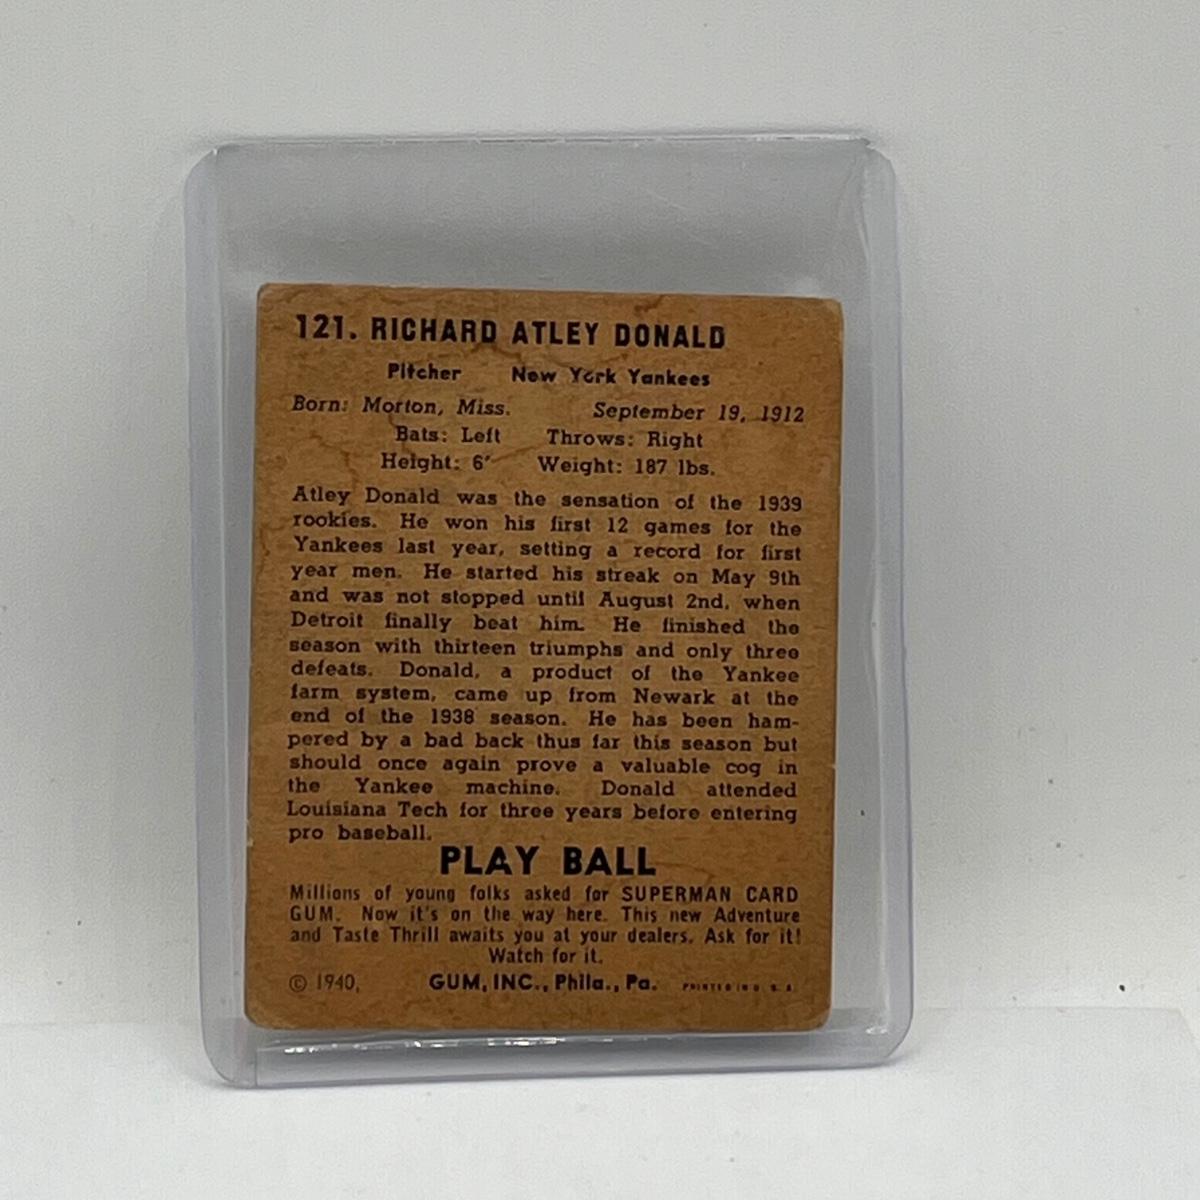 121. RICHARD ATLEY DONALD
Pitcher New York Yankees
Born: Morton, Miss. September 19, 1912
Bats: Left Throws: Right
Height: 6′ Weight: 187 lbs.
Atley Donald was the sensation of the 1939
rookies. He won his first 12 games for the
Yankees last year, setting a record for first
year men. He started his streak on May 9th
and was not stopped until August 2nd, when
Detroit finally beat him. He finished the
season with thirteen triumphs and only three
defeats. Donald, a product of the Yankee
farm system, came up from Newark at the
end of the 1938 season. He has been ham-
pered by a bad back thus far this season but
should once again prove a valuable cog in
the Yankee machine. Donald attended
Louisiana Tech for three years before entering
pro baseball.
PLAY BALL
Millions of young folks asked for SUPERMAN CARD
GUM. Now it's on the way here. This new Adventure
and Taste Thrill awaits you at your dealers. Ask for it!
Watch for it.
© 1940, GUM, INC., Phila., Pa. PRINTED IN U. S. A.